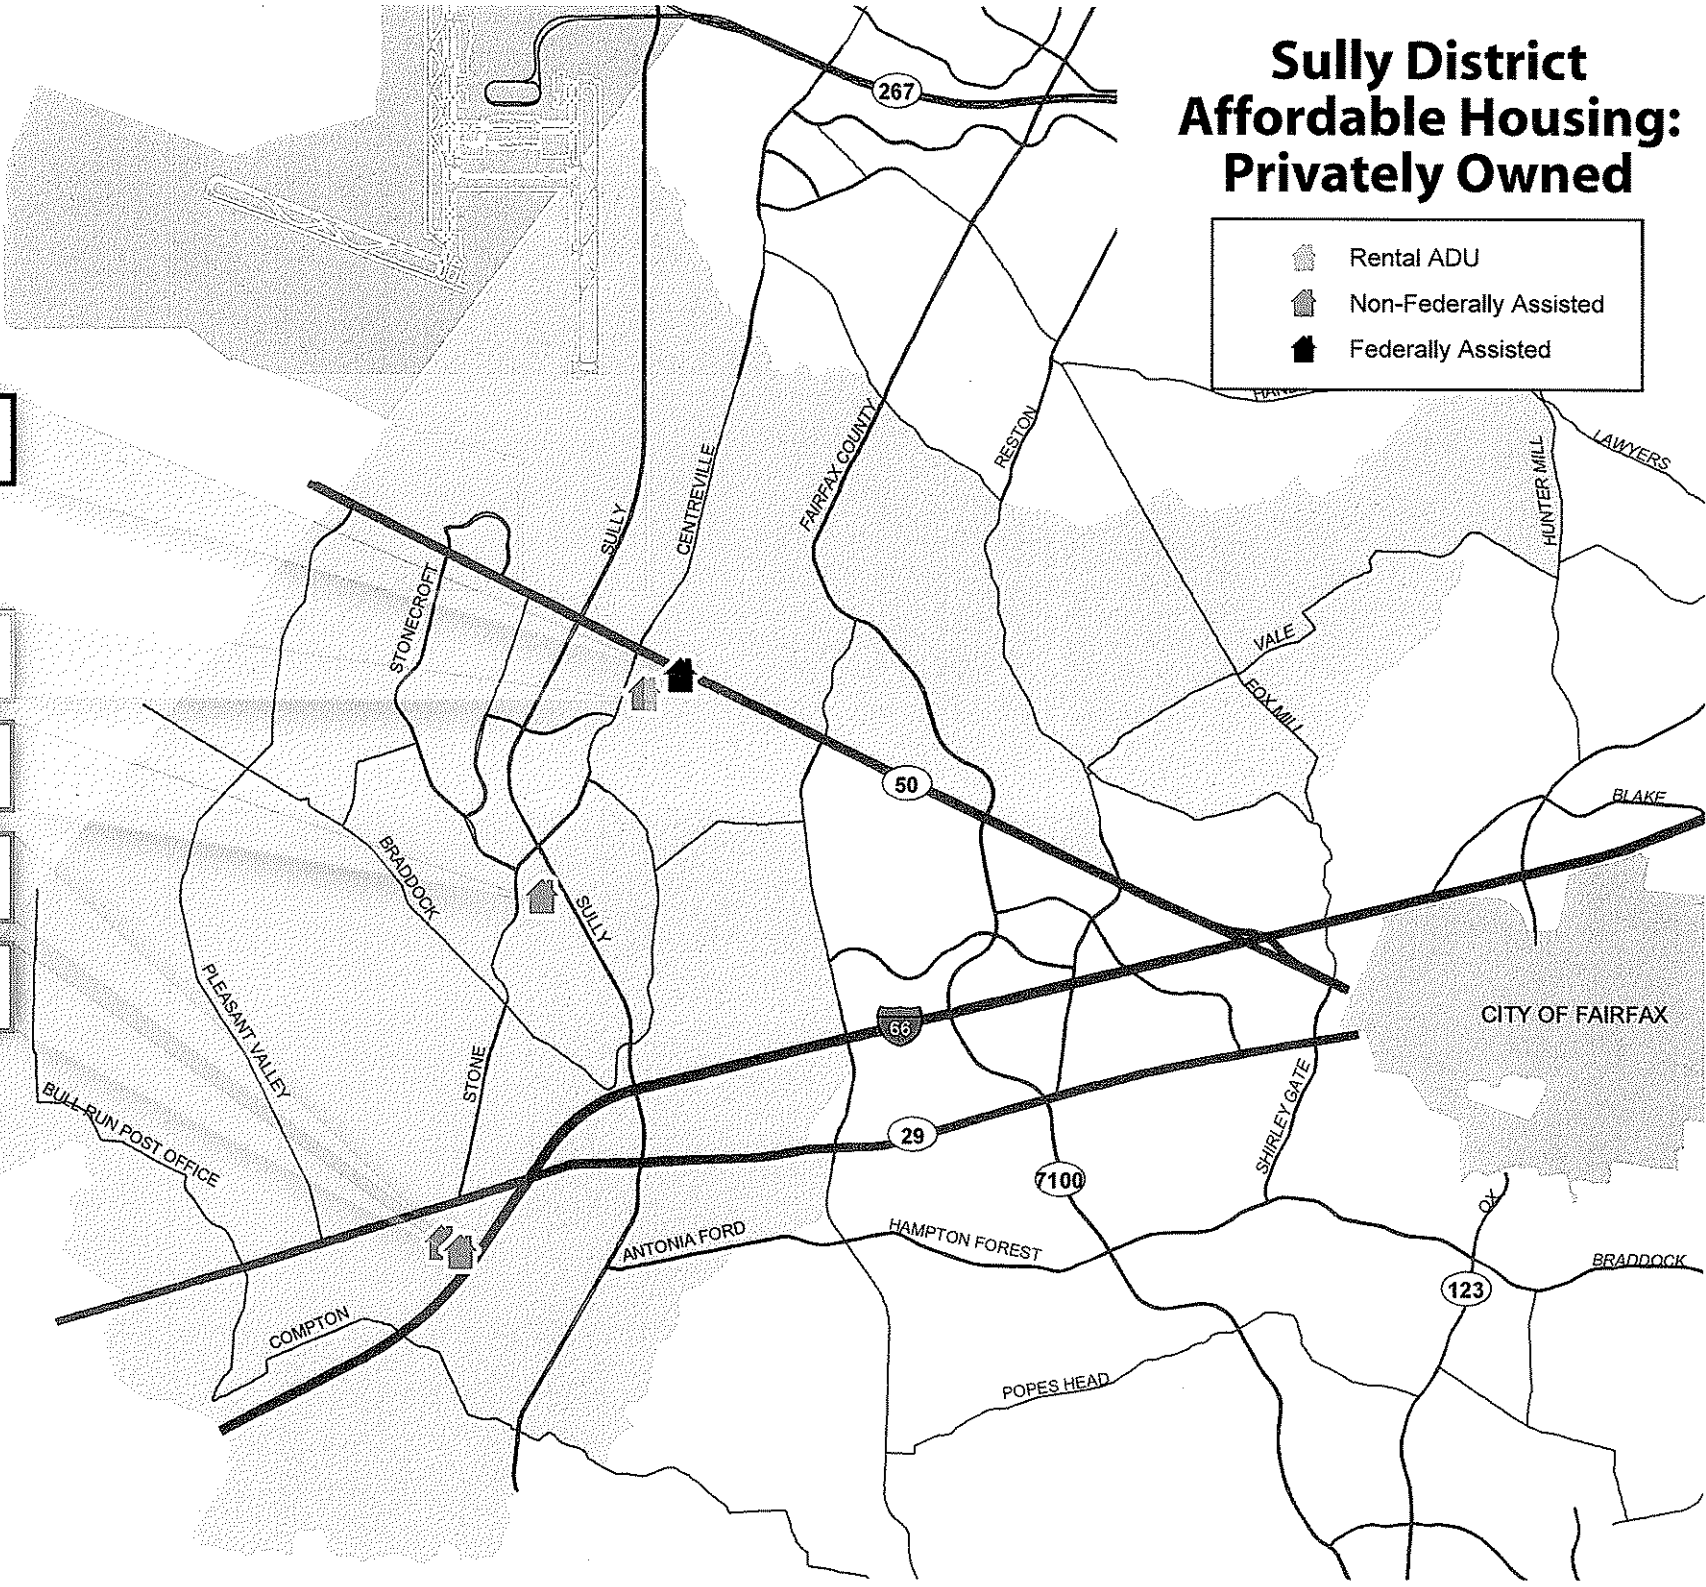 Sully District
Affordable Housing:
Privately Owned
Rental ADU
Non-Federally Assisted
Federally Assisted
267
LAWYERS
HUNTER MILL
RESTON
FAIRFAX COUNTY
CENTREVILLE
SULLY
STONECROFT
VALE
FOX MILL
50
BLAKE
BRADDOCK
SULLY
PLEASANT VALLEY
CITY OF FAIRFAX
66
STONE
BULL RUN POST OFFICE
29
7100
SHIRLEY GATE
OX
ANTONIA FORD
HAMPTON FOREST
BRADDOCK
123
COMPTON
POPES HEAD